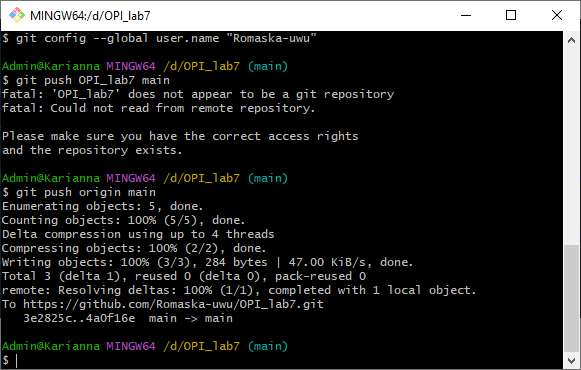 MINGW64:/d/OPI_lab7
$ git config --global user.name "Romaska-uwu"
Admin@Karianna MINGW64 /d/OPI_lab7 (main)
$ git push OPI_lab7 main
fatal: 'OPI_lab7' does not appear to be a git repository
fatal: Could not read from remote repository.
Please make sure you have the correct access rights
and the repository exists.
Admin@Karianna MINGW64 /d/OPI_lab7 (main)
$ git push origin main
Enumerating objects: 5, done.
Counting objects: 100% (5/5), done.
Delta compression using up to 4 threads
Compressing objects: 100% (2/2), done.
Writing objects: 100% (3/3), 284 bytes | 47.00 KiB/s, done.
Total 3 (delta 1), reused 0 (delta 0), pack-reused 0
remote: Resolving deltas: 100% (1/1), completed with 1 local object.
To https://github.com/Romaska-uwu/OPI_lab7.git
   3e2825c..4a0f16e  main -> main
Admin@Karianna MINGW64 /d/OPI_lab7 (main)
$